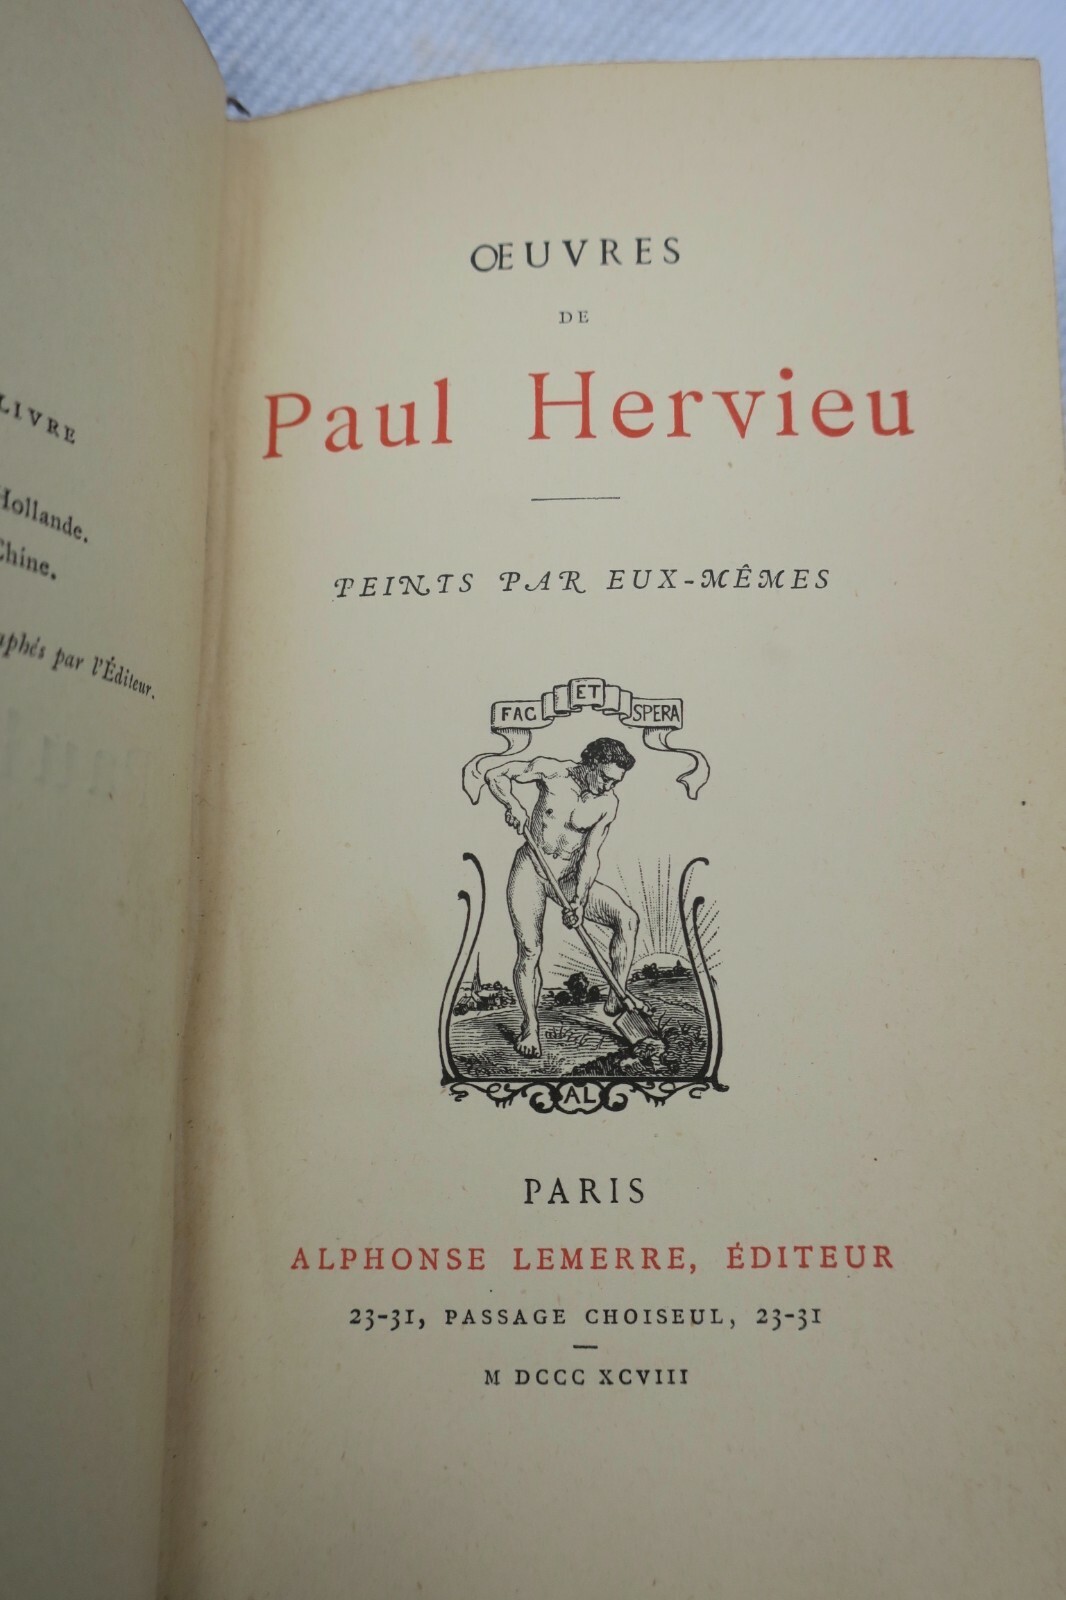 LIVRE
Hollande.
Chine.
par l'Éditeur.
ŒUVRES
DE
Paul Hervieu
PEINTS PAR EUX-MÊMES
FAC ET SPERA
AL
PARIS
ALPHONSE LEMERRE, ÉDITEUR
23-31, PASSAGE CHOISEUL, 23-31
M DCCC XCVIII